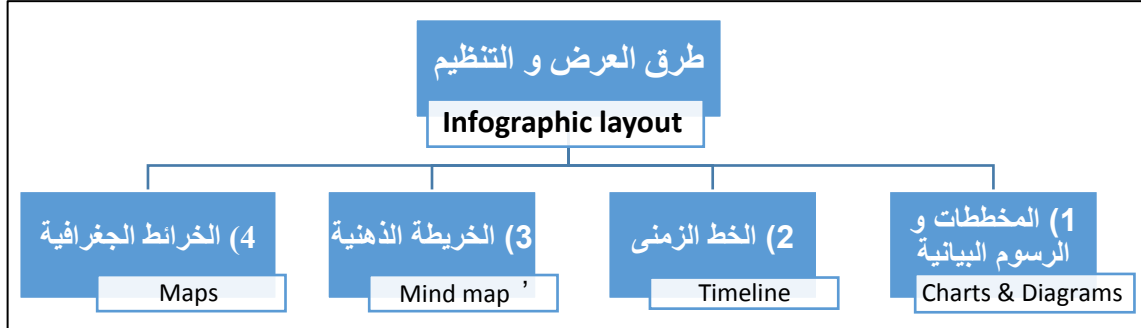 طرق العرض و التنظيم
Infographic layout
1) المخططات و
الرسوم البيانية
Charts & Diagrams
2) الخط الزمنى
Timeline
3) الخريطة الذهنية
Mind map ’
4) الخرائط الجغرافية
Maps